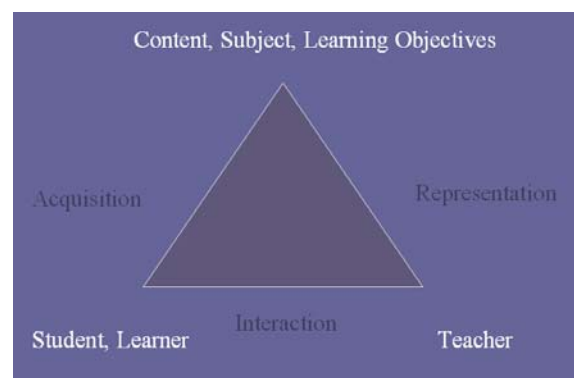 Content, Subject, Learning Objectives
Acquisition
Representation
Interaction
Student, Learner
Teacher